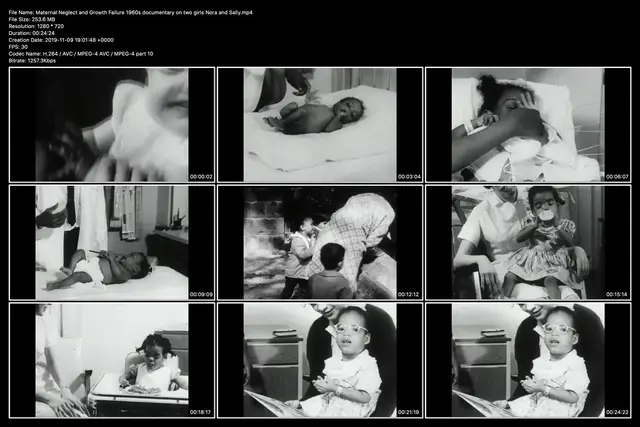 File Name: Maternal Neglect and Growth Failure 1960s documentary on two girls Nora and Sally.mp4
File Size: 253.6 MB
Resolution: 1280 * 720
Duration: 00:24:24
Creation Date: 2019-11-09 19:01:48 +0000
FPS: 30
Codec Name: H.264 / AVC / MPEG-4 AVC / MPEG-4 part 10
Bitrate: 1257.3Kbps
00:00:02
00:03:04
00:06:07
00:09:09
00:12:12
00:15:14
00:18:17
00:21:19
00:24:22